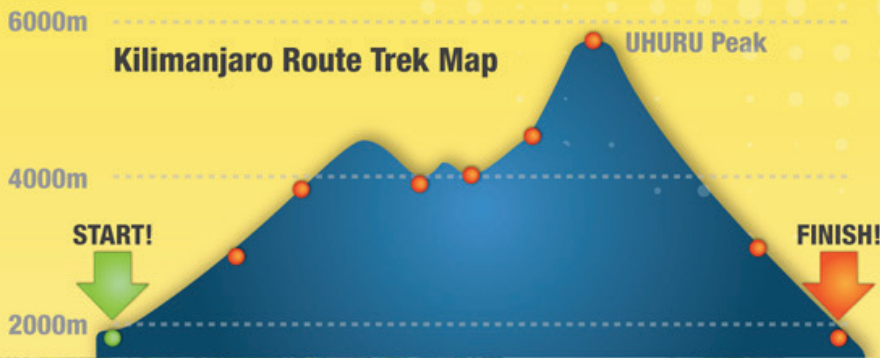 6000m
Kilimanjaro Route Trek Map
UHURU Peak
4000m
START!
FINISH!
2000m